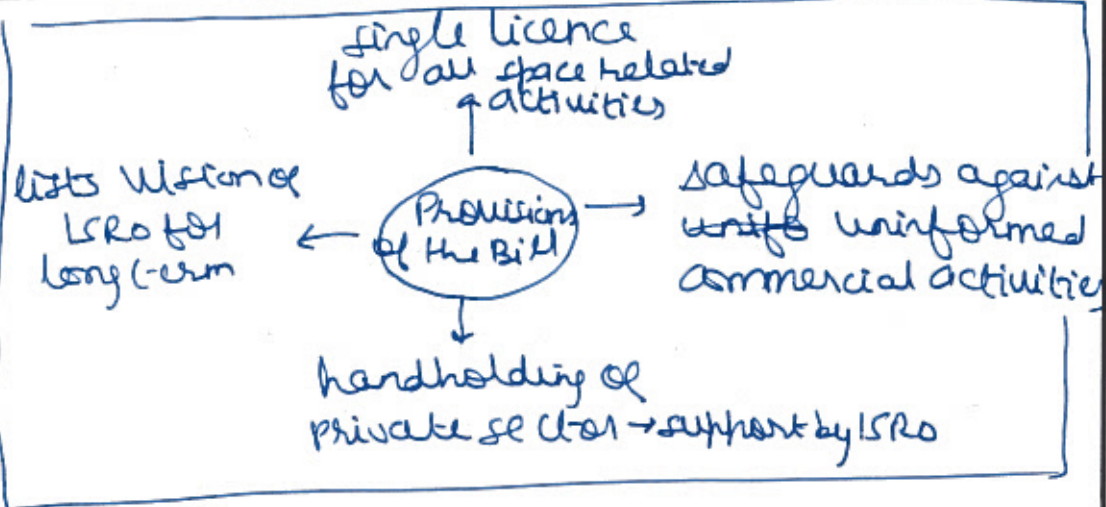 single licence
for all space related
activities
lists vision of
ISRO for
long term
Provisions
of the Bill
safeguards against
unifo uninformed
commercial activities
handholding of
private sector → support by ISRO